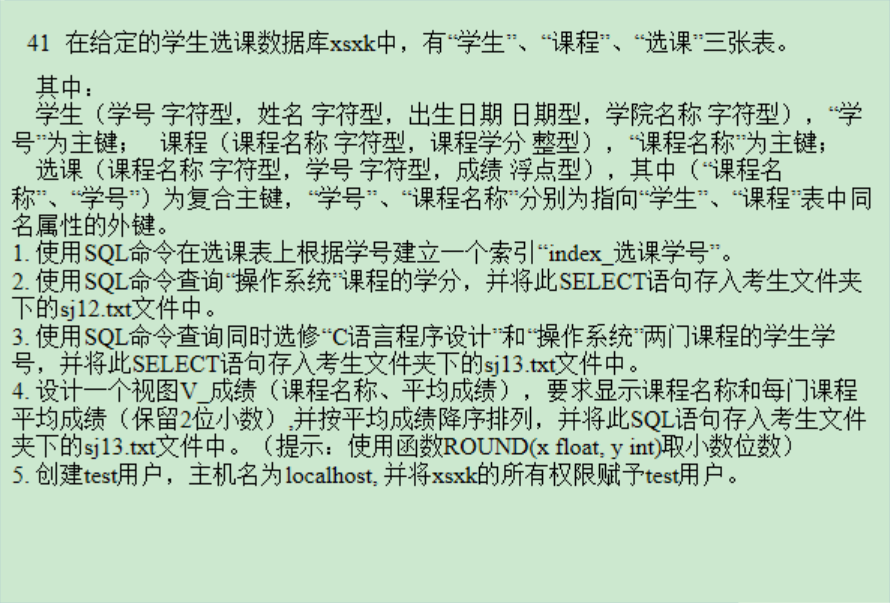 41 在给定的学生选课数据库xsxk中，有“学生”、“课程”、“选课”三张表。
其中：
学生（学号 字符型，姓名 字符型，出生日期 日期型，学院名称 字符型），“学
号”为主键； 课程（课程名称 字符型，课程学分 整型），“课程名称”为主键；
选课（课程名称 字符型，学号 字符型，成绩 浮点型），其中（“课程名
称”、“学号”）为复合主键，“学号”、“课程名称”分别为指向“学生”、“课程”表中同
名属性的外键。
1. 使用SQL命令在选课表上根据学号建立一个索引“index_选课学号”。
2. 使用SQL命令查询“操作系统”课程的学分，并将此SELECT语句存入考生文件夹
下的sj12.txt文件中。
3. 使用SQL命令查询同时选修“C语言程序设计”和“操作系统”两门课程的学生学
号，并将此SELECT语句存入考生文件夹下的sj13.txt文件中。
4. 设计一个视图V_成绩（课程名称、平均成绩），要求显示课程名称和每门课程
平均成绩（保留2位小数）,并按平均成绩降序排列，并将此SQL语句存入考生文件
夹下的sj13.txt文件中。（提示：使用函数ROUND(x float, y int)取小数位数）
5. 创建test用户，主机名为localhost, 并将xsxk的所有权限赋予test用户。